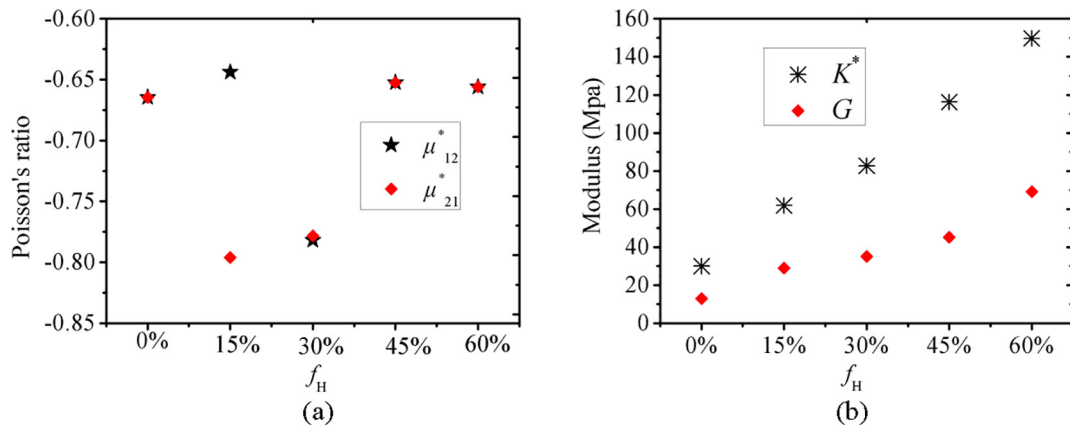 -0.60
-0.65
-0.70
-0.75
-0.80
-0.85
Poisson's ratio
μ*12
μ*21
0% 15% 30% 45% 60%
fH
(a)
160
140
120
100
80
60
40
20
0
Modulus (Mpa)
K*
G
0% 15% 30% 45% 60%
fH
(b)